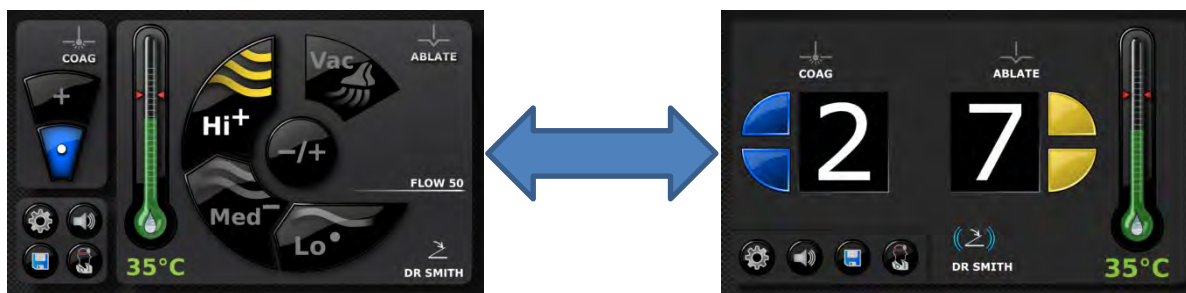 COAG
+
Vac
ABLATE
Hi+
-/+
Med-
Lo•
FLOW 50
35°C
DR SMITH
COAG
ABLATE
2
7
DR SMITH
35°C